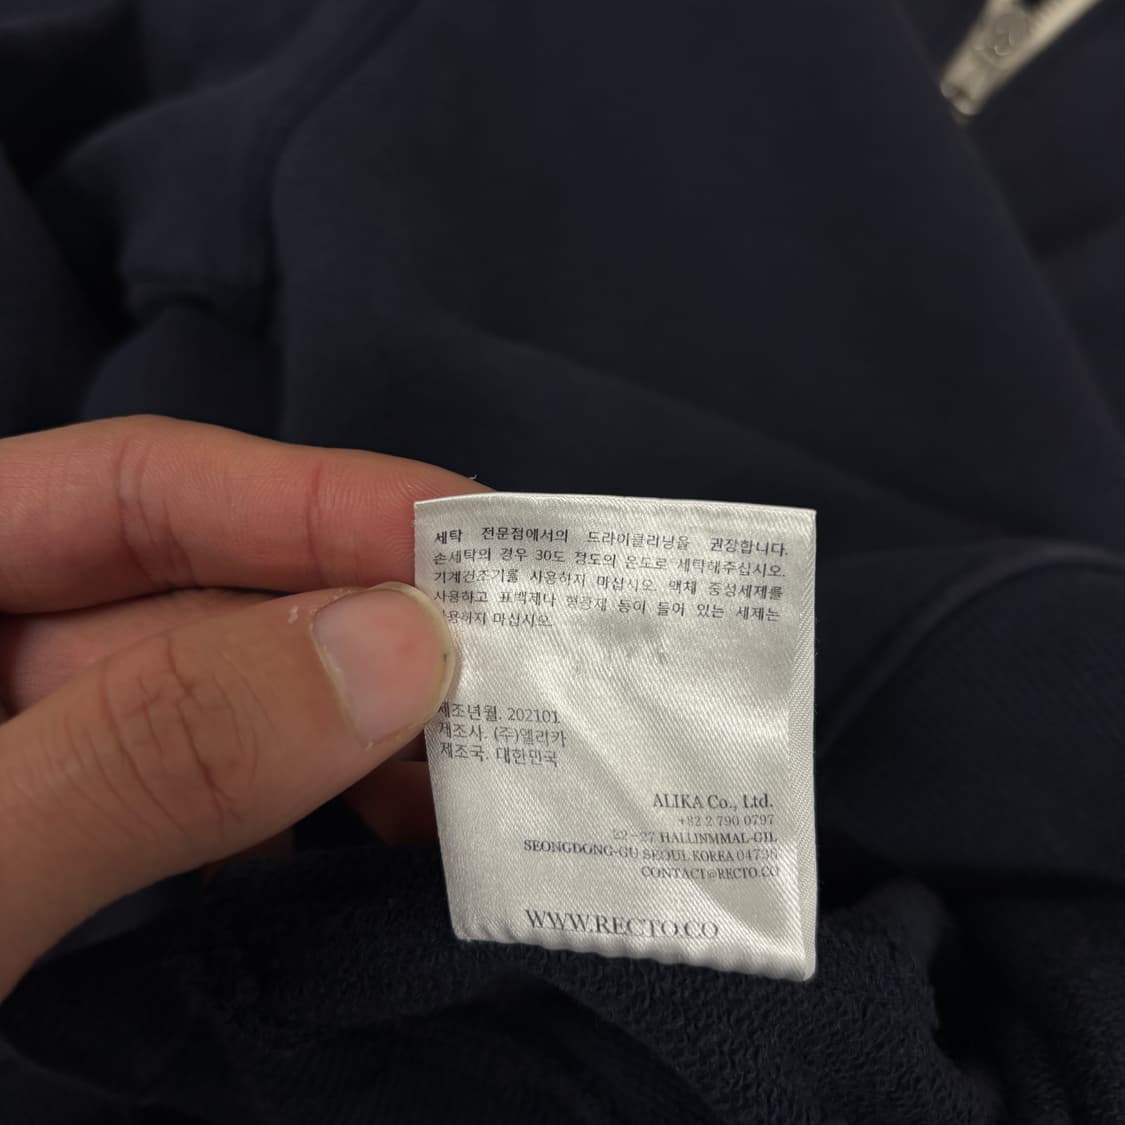 세탁 전문점에서의 드라이클리닝을 권장합니다.
손세탁의 경우 30도 정도의 온도로 세탁해주십시오.
기계건조기를 사용하지 마십시오. 액체 중성세제를
사용하고 표백제나 형광제 등이 들어 있는 세제는
사용하지 마십시오.
제조년월. 202101
제조사. (주)엘리카
제조국. 대한민국
ALIKA Co., Ltd.
+82 2 790 0797
22-27 HALLINMMAL-GIL
SEONGDONG-GU SEOUL KOREA
CONTACT@RECTO.CO
WWW.RECTO.CO